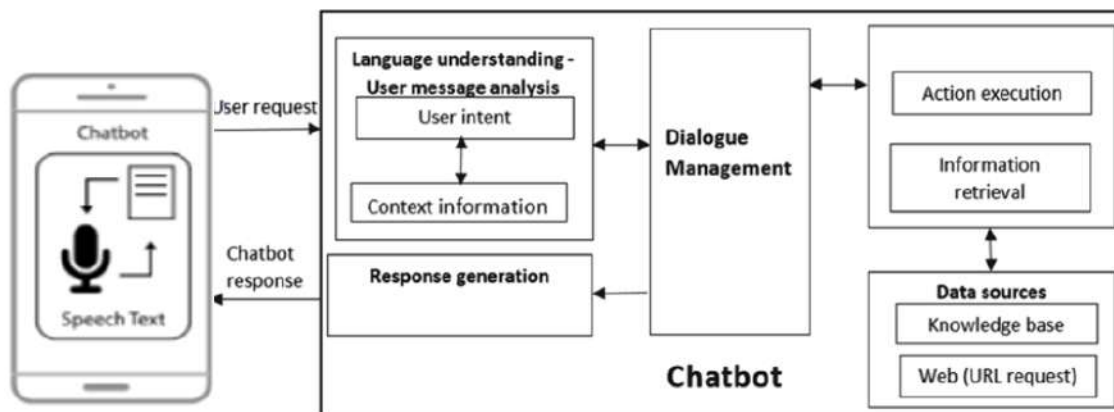 Chatbot
Speech Text
User request
Chatbot
response
Language understanding -
User message analysis
User intent
Context information
Response generation
Dialogue
Management
Action execution
Information
retrieval
Data sources
Knowledge base
Web (URL request)
Chatbot